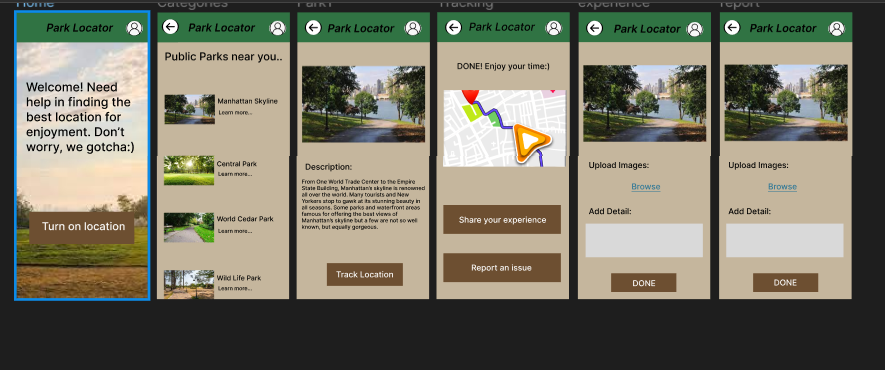 Home
Categories
Park1
Tracking
experience
report
Park Locator
Welcome! Need
help in finding the
best location for
enjoyment. Don't
worry, we gotcha:)
Turn on location
Park Locator
Public Parks near you..
Manhattan Skyline
Learn more...
Central Park
Learn more...
World Cedar Park
Learn more...
Wild Life Park
Learn more...
Park Locator
Description:
From One World Trade Center to the Empire
State Building, Manhattan's skyline is renowned
all over the world. Many tourists and New
Yorkers stop to gawk at its stunning beauty in
all seasons. Some parks and waterfront areas
famous for offering the best views of
Manhattan's skyline but a few are not so well
known, but equally gorgeous.
Track Location
Park Locator
DONE! Enjoy your time:)
Share your experience
Report an issue
Park Locator
Upload Images:
Browse
Add Detail:
DONE
Park Locator
Upload Images:
Browse
Add Detail:
DONE